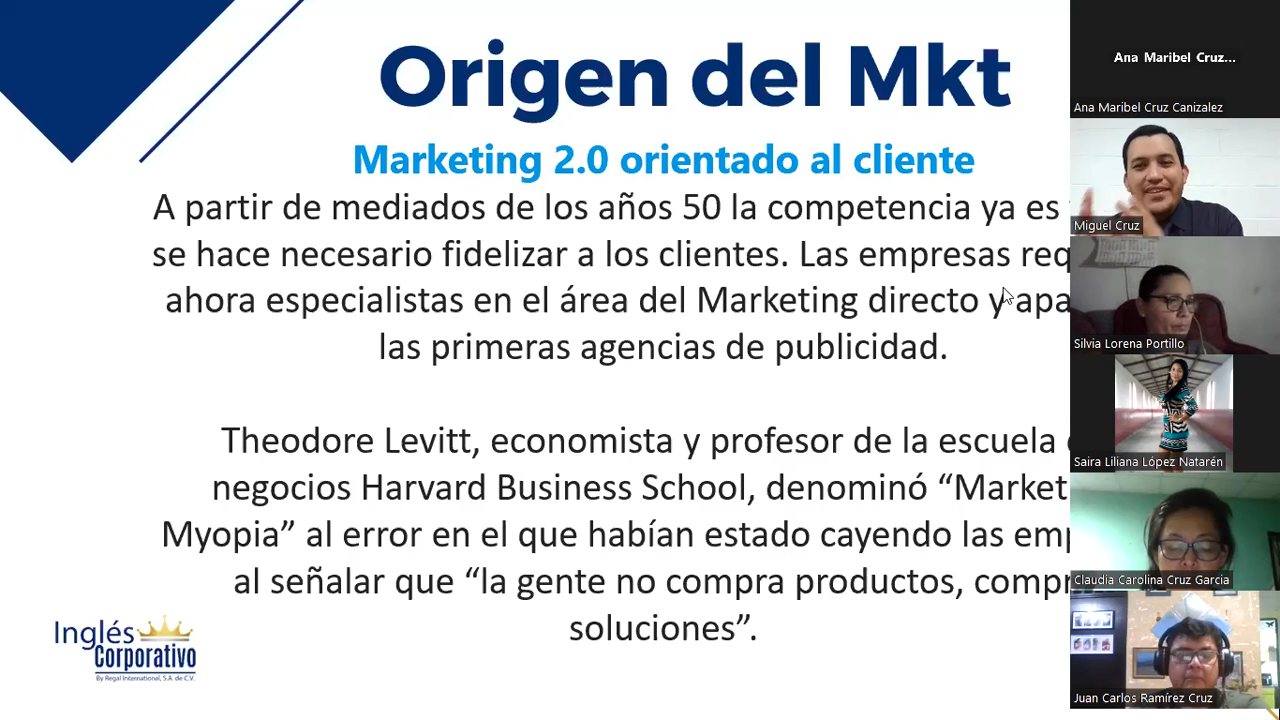 Origen del Mkt
Marketing 2.0 orientado al cliente
A partir de mediados de los años 50 la competencia ya es
se hace necesario fidelizar a los clientes. Las empresas req
ahora especialistas en el área del Marketing directo y apa
las primeras agencias de publicidad.
Theodore Levitt, economista y profesor de la escuela
negocios Harvard Business School, denominó “Market
Myopia” al error en el que habían estado cayendo las emp
al señalar que “la gente no compra productos, compr
soluciones”.
Inglés
Corporativo
By Regal International, S.A. de C.V.
Ana Maribel Cruz...
Ana Maribel Cruz Canizalez
Miguel Cruz
Silvia Lorena Portillo
Saira Liliana López Natarén
Claudia Carolina Cruz Garcia
Juan Carlos Ramírez Cruz